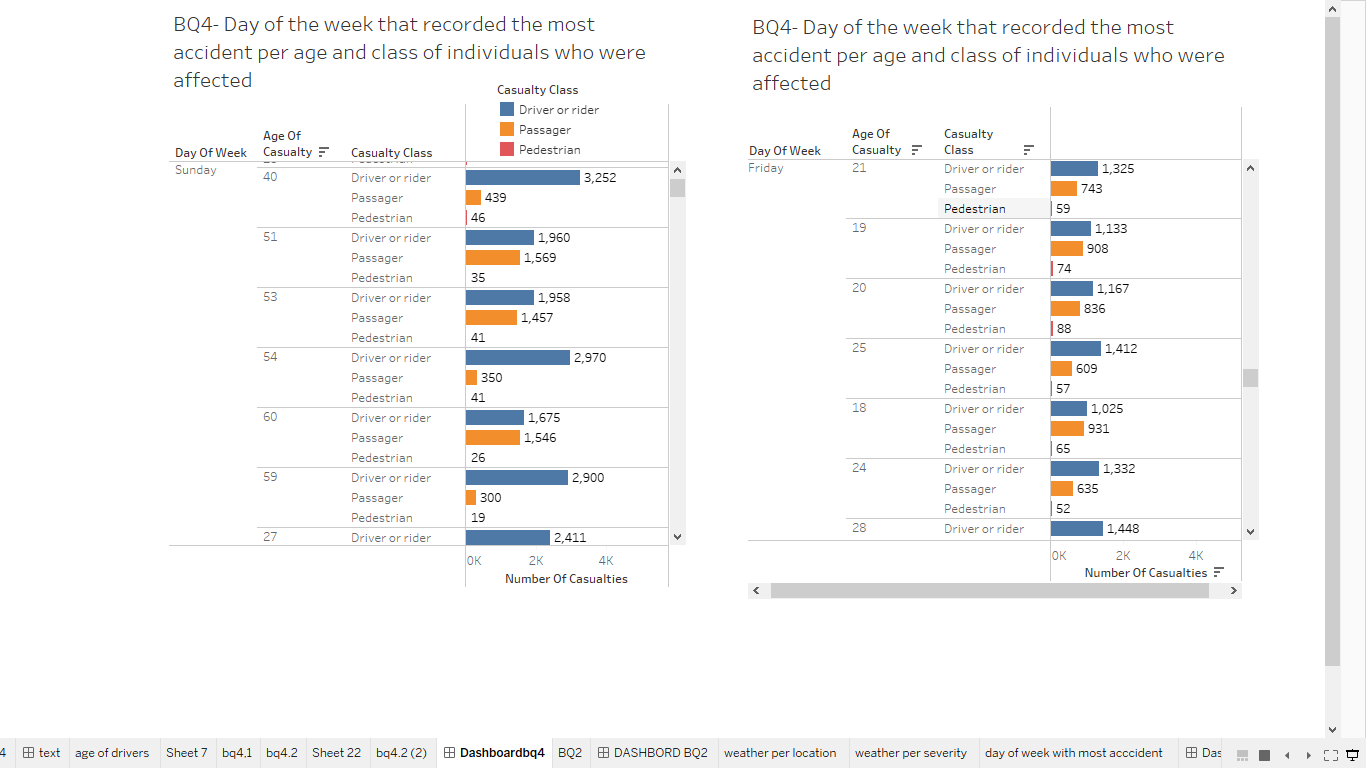 BQ4- Day of the week that recorded the most
accident per age and class of individuals who were
affected
Casualty Class
Driver or rider
Passager
Pedestrian
Day Of Week Age Of Casualty Casualty Class
Sunday
40 Driver or rider 3,252
Passager 439
Pedestrian 46
51 Driver or rider 1,960
Passager 1,569
Pedestrian 35
53 Driver or rider 1,958
Passager 1,457
Pedestrian 41
54 Driver or rider 2,970
Passager 350
Pedestrian 41
60 Driver or rider 1,675
Passager 1,546
Pedestrian 26
59 Driver or rider 2,900
Passager 300
Pedestrian 19
27 Driver or rider 2,411
0K 2K 4K
Number Of Casualties
BQ4- Day of the week that recorded the most
accident per age and class of individuals who were
affected
Day Of Week Age Of Casualty Casualty Class
Friday 21 Driver or rider 1,325
Passager 743
Pedestrian 59
19 Driver or rider 1,133
Passager 908
Pedestrian 74
20 Driver or rider 1,167
Passager 836
Pedestrian 88
25 Driver or rider 1,412
Passager 609
Pedestrian 57
18 Driver or rider 1,025
Passager 931
Pedestrian 65
24 Driver or rider 1,332
Passager 635
Pedestrian 52
28 Driver or rider 1,448
0K 2K 4K
Number Of Casualties
4 text age of drivers Sheet 7 bq4.1 bq4.2 Sheet 22 bq4.2 (2) Dashboardbq4 BQ2 DASHBORD BQ2 weather per location weather per severity day of week with most acccident Das